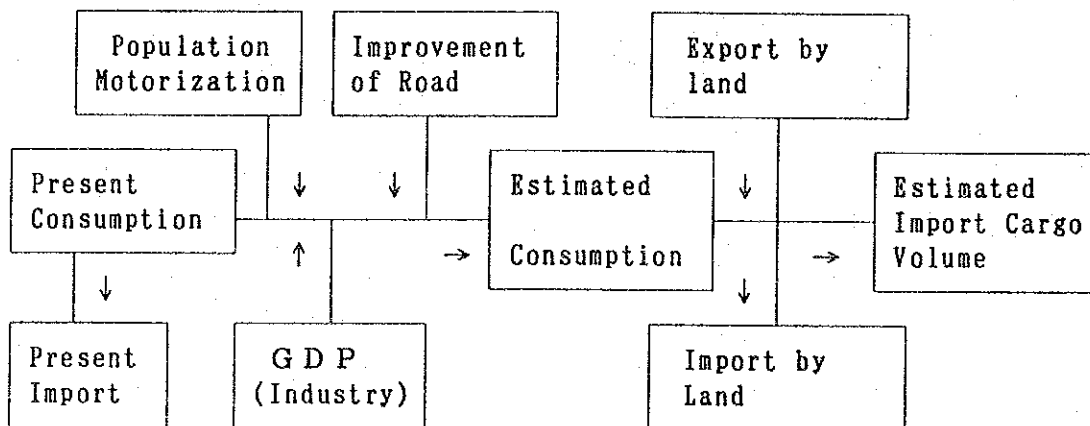 Population
Motorization
Improvement
of Road
Export by
land
Present
Consumption
↓
↓
Estimated
Consumption
↓
Estimated
Import Cargo
Volume
↑
→
→
↓
↓
Present
Import
GDP
(Industry)
Import by
Land